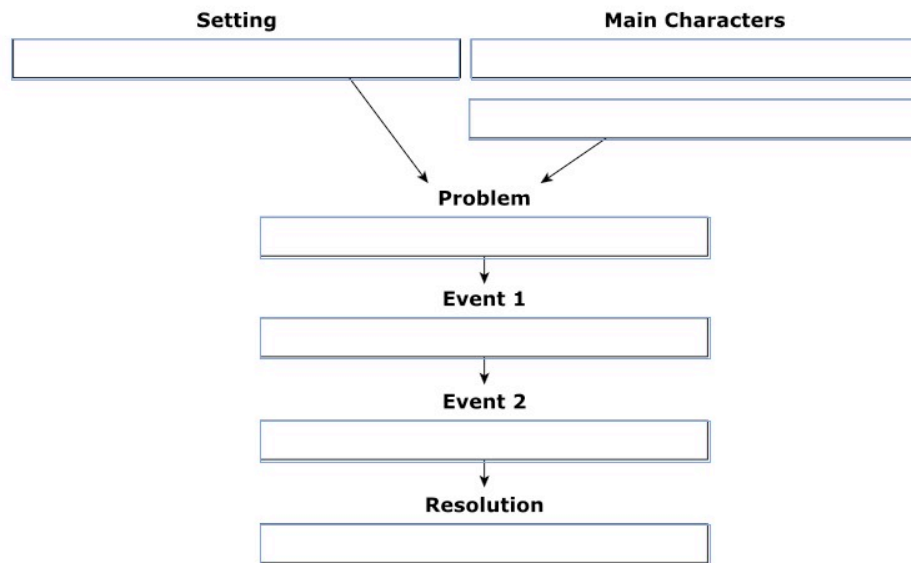 Setting
Main Characters
Problem
Event 1
Event 2
Resolution